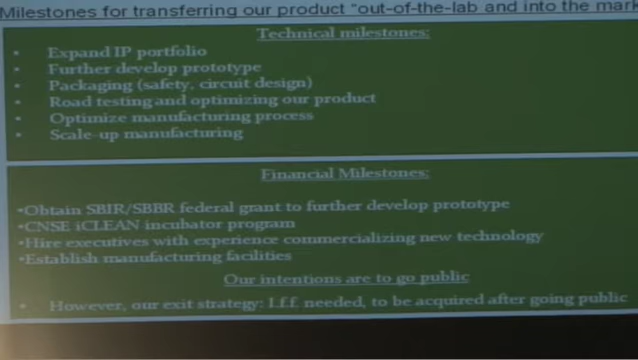 Milestones for transferring our product "out-of-the-lab and into the mark
Technical milestones:
• Expand IP portfolio
• Further develop prototype
• Packaging (safety, circuit design)
• Road testing and optimizing our product
• Optimize manufacturing process
• Scale-up manufacturing
Financial Milestones:
•Obtain SBIR/SBBR federal grant to further develop prototype
•CNSE iCLEAN incubator program
•Hire executives with experience commercializing new technology
•Establish manufacturing facilities
Our intentions are to go public
• However, our exit strategy: I.f.f. needed, to be acquired after going public